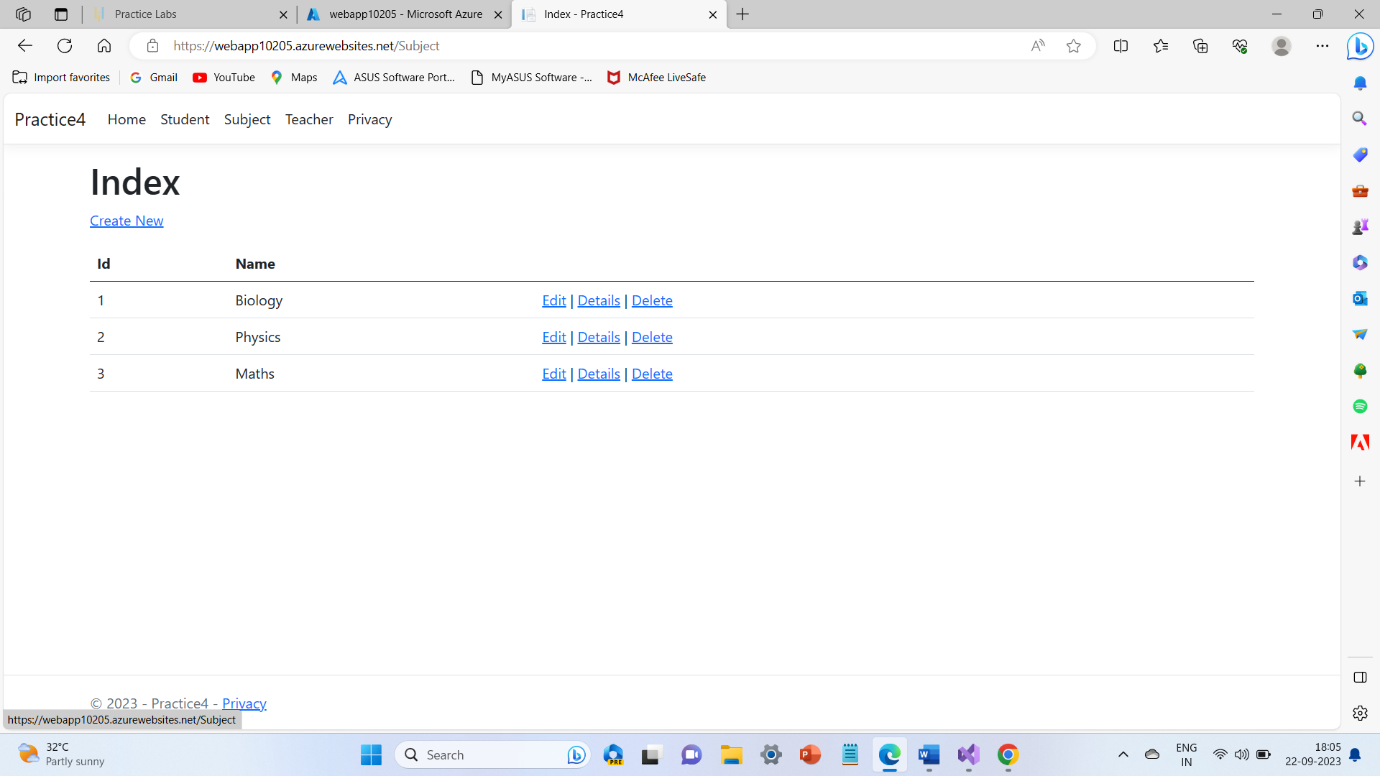 Practice Labs
webapp10205 - Microsoft Azure
Index - Practice4
https://webapp10205.azurewebsites.net/Subject
Import favorites
Gmail
YouTube
Maps
ASUS Software Port...
MyASUS Software -...
McAfee LiveSafe
Practice4 Home Student Subject Teacher Privacy
Index
Create New
Id Name
1 Biology Edit | Details | Delete
2 Physics Edit | Details | Delete
3 Maths Edit | Details | Delete
© 2023 - Practice4 - Privacy
https://webapp10205.azurewebsites.net/Subject
32°C
Partly sunny
Search
PRE
ENG
IN
18:05
22-09-2023